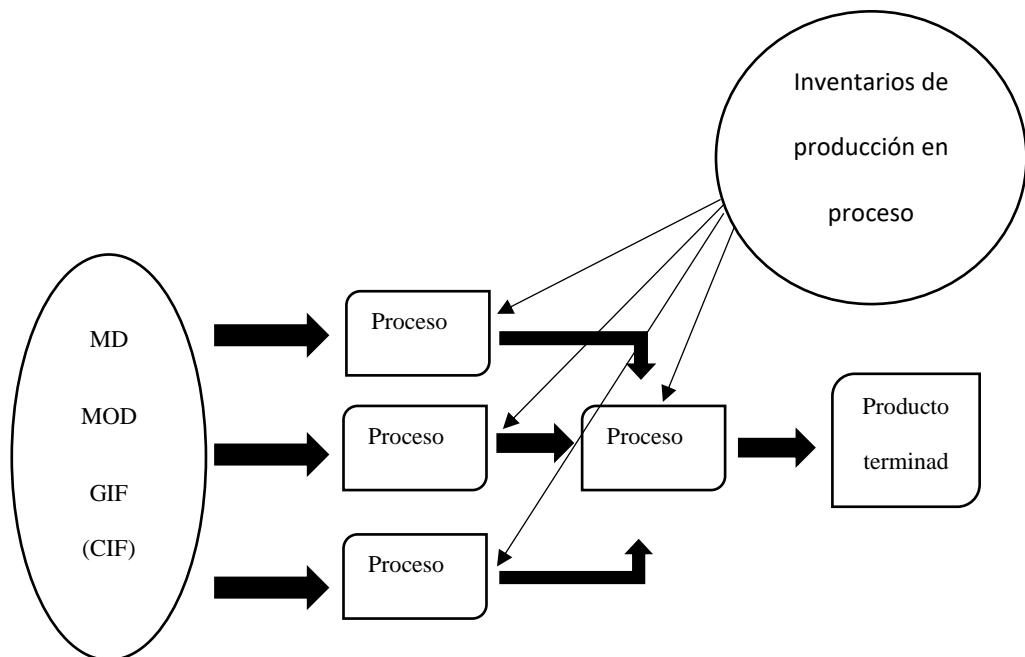 Inventarios de
producción en
proceso
MD
MOD
GIF
(CIF)
Proceso
Proceso
Proceso
Proceso
Producto
terminad